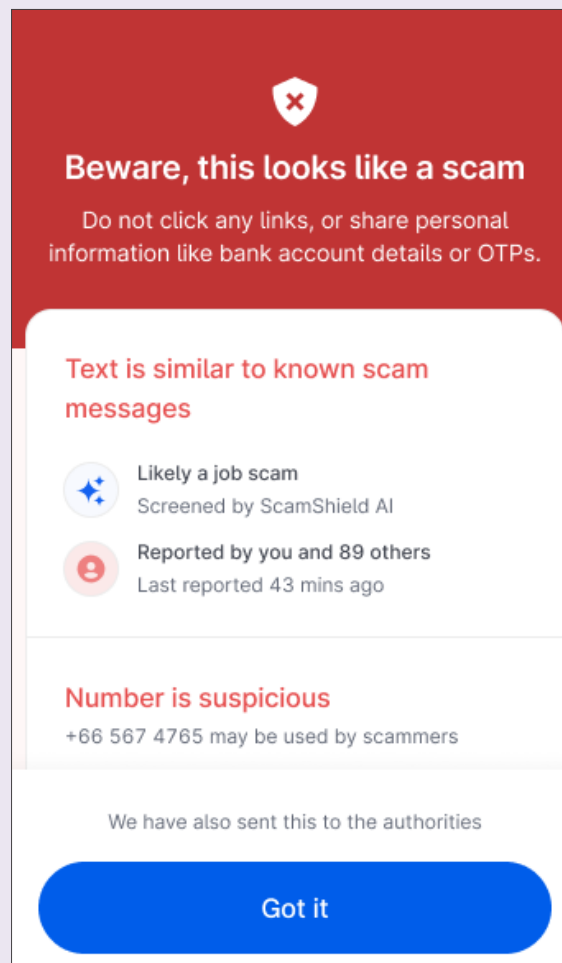 Beware, this looks like a scam
Do not click any links, or share personal
information like bank account details or OTPs.
Text is similar to known scam
messages
Likely a job scam
Screened by ScamShield AI
Reported by you and 89 others
Last reported 43 mins ago
Number is suspicious
+66 567 4765 may be used by scammers
We have also sent this to the authorities
Got it